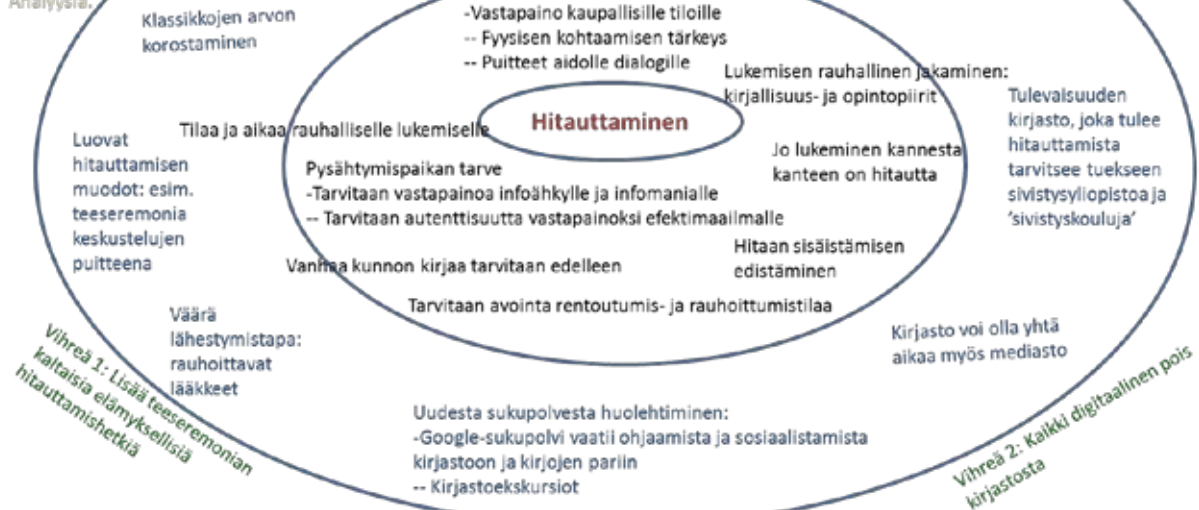 Analyysia.
Klassikkojen arvon
korostaminen
-Vastapaino kaupallisille tiloille
-- Fyysisen kohtaamisen tärkeys
-- Puitteet aidolle dialogille
Lukemisen rauhallinen jakaminen:
kirjallisuus- ja opintopiirit
Hitauttaminen
Tilaa ja aikaa rauhalliselle lukemiselle
Luovat
hitauttamisen
muodot: esim.
teeseremonia
keskustelujen
puitteena
Pysähtymispaikan tarve
-Tarvitaan vastapainoa infoähkylle ja infomanialle
-- Tarvitaan autenttisuutta vastapainoksi efektimaailmalle
Jo lukeminen kannesta
kanteen on hitautta
Tulevaisuuden
kirjasto, joka tulee
hitauttamista
tarvitsee tuekseen
sivistysyliopistoa ja
'sivistyskouluja'
Hitaan sisäistämisen
edistäminen
Vanhaa kunnon kirjaa tarvitaan edelleen
Tarvitaan avointa rentoutumis- ja rauhoittumistilaa
Väärä
lähestymistapa:
rauhoittavat
lääkkeet
Kirjasto voi olla yhtä
aikaa myös mediasto
Vihreä 1: Lisää teeseremonian
kaltaisia elämyksellisiä
hitauttamishetkiä
Uudesta sukupolvesta huolehtiminen:
-Google-sukupolvi vaatii ohjaamista ja sosiaalistamista
kirjastoon ja kirjojen pariin
-- Kirjastoekskursiot
Vihreä 2: Kaikki digitaalinen pois
kirjastosta